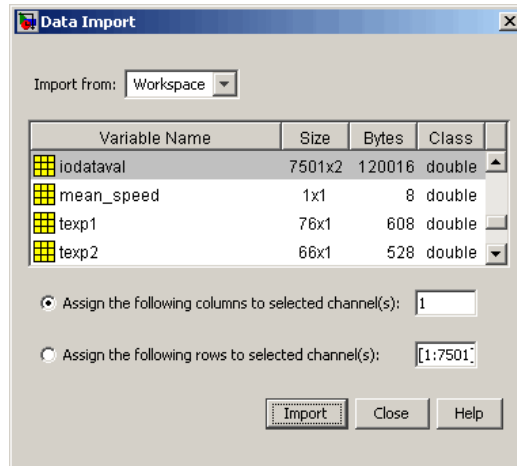 Data Import
Import from: Workspace
Variable Name Size Bytes Class
iodataval 7501x2 120016 double
mean_speed 1x1 8 double
texp1 76x1 608 double
texp2 66x1 528 double
Assign the following columns to selected channel(s): 1
Assign the following rows to selected channel(s): [1:7501]
Import Close Help